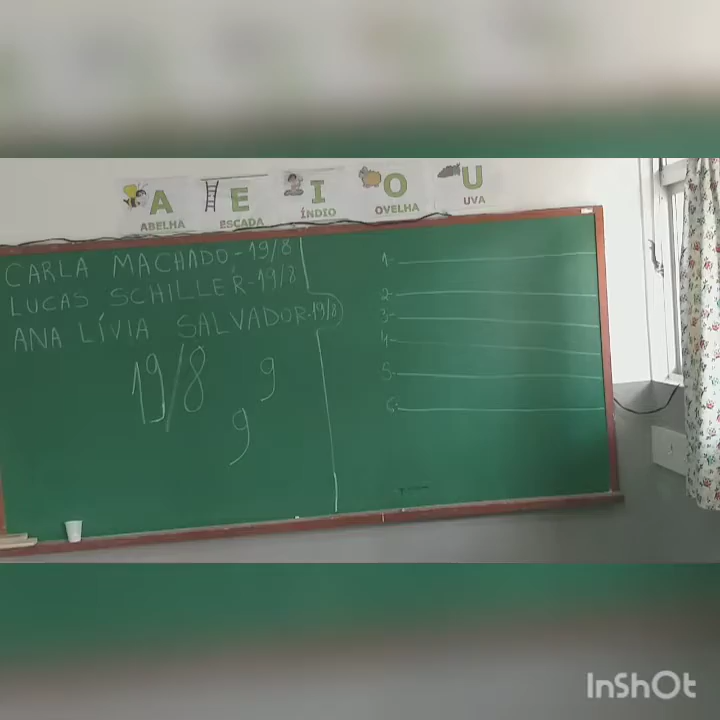 A E I O U
ABELHA ESCADA ÍNDIO OVELHA UVA
CARLA MACHADO - 19/8
LUCAS SCHILLER - 19/8
ANA LÍVIA SALVADOR - 19/8
19/8 9
9
1-
2-
3-
4-
5-
6-
InShOt